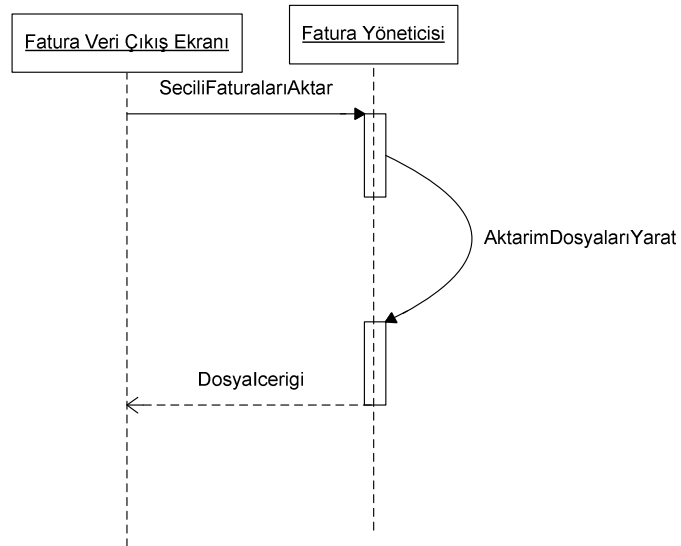 Fatura Veri Çıkış Ekranı
Fatura Yöneticisi
SeciliFaturalarıAktar
AktarimDosyalarıYarat
DosyaIcerigi